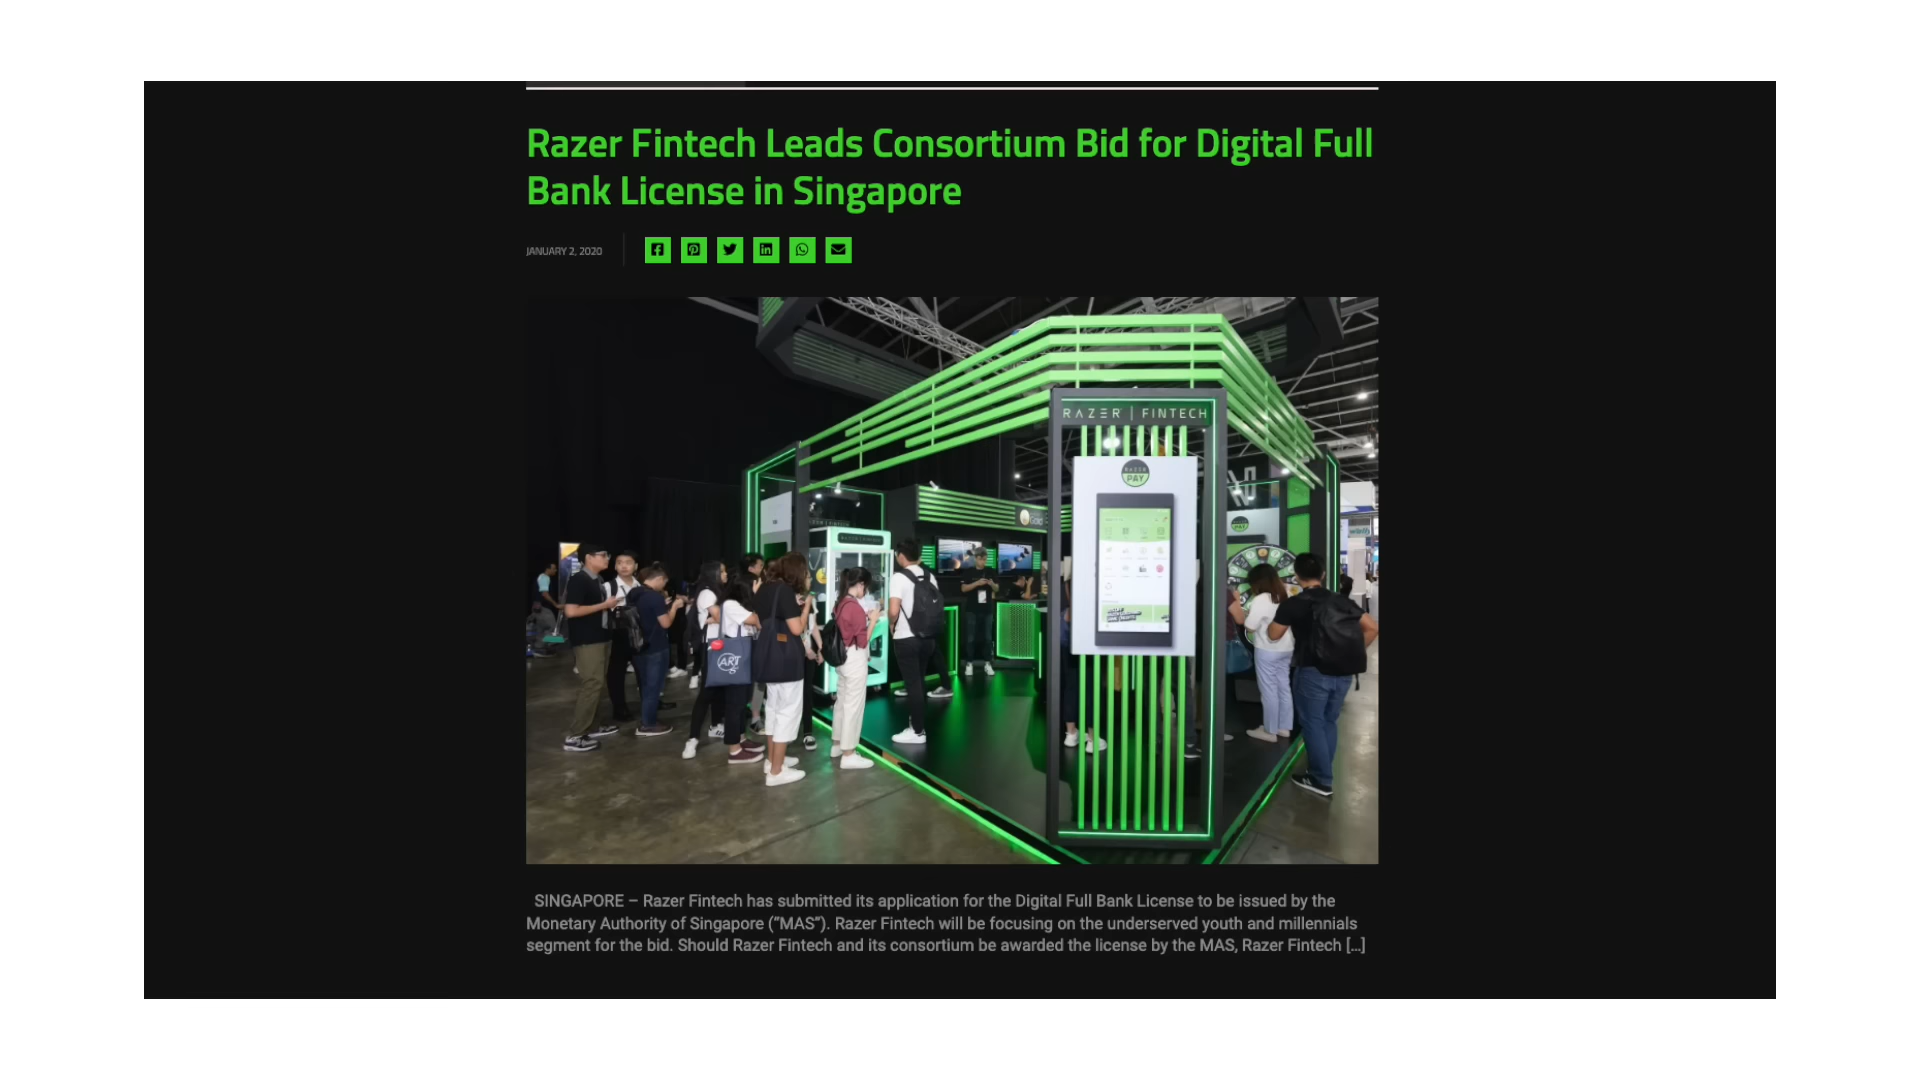 Razer Fintech Leads Consortium Bid for Digital Full
Bank License in Singapore
JANUARY 2, 2020
RAZER | FINTECH
RAZER
PAY
ART
SINGAPORE – Razer Fintech has submitted its application for the Digital Full Bank License to be issued by the
Monetary Authority of Singapore (“MAS”). Razer Fintech will be focusing on the underserved youth and millennials
segment for the bid. Should Razer Fintech and its consortium be awarded the license by the MAS, Razer Fintech [...]